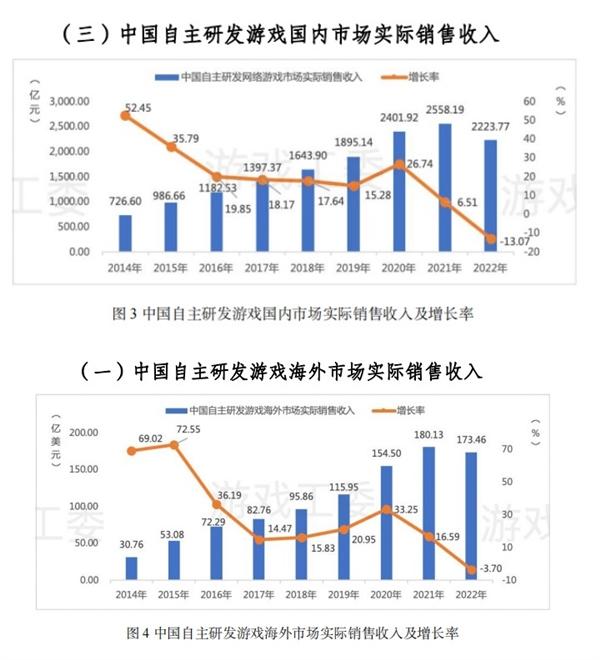 （三）中国自主研发游戏国内市场实际销售收入
中国自主研发网络游戏市场实际销售收入 增长率
（亿元） （%）
3,000.00 60
2,500.00 50
2,000.00 40
1,500.00 30
1,000.00 20
500.00 10
0.00 0
-10
-20
52.45 35.79 19.85 18.17 17.64 15.28 26.74 6.51 -13.07
726.60 986.66 1182.53 1397.37 1643.90 1895.14 2401.92 2558.19 2223.77
2014年 2015年 2016年 2017年 2018年 2019年 2020年 2021年 2022年
工委 游戏工委 游戏
图 3 中国自主研发游戏国内市场实际销售收入及增长率
（一）中国自主研发游戏海外市场实际销售收入
中国自主研发游戏海外市场实际销售收入 增长率
（亿美元） （%）
200.00 70
150.00 50
100.00 30
50.00 10
0.00 -10
69.02 72.55 36.19 14.47 15.83 20.95 33.25 16.59 -3.70
30.76 53.08 72.29 82.76 95.86 115.95 154.50 180.13 173.46
2014年 2015年 2016年 2017年 2018年 2019年 2020年 2021年 2022年
工委 游戏工委 游戏
图 4 中国自主研发游戏海外市场实际销售收入及增长率